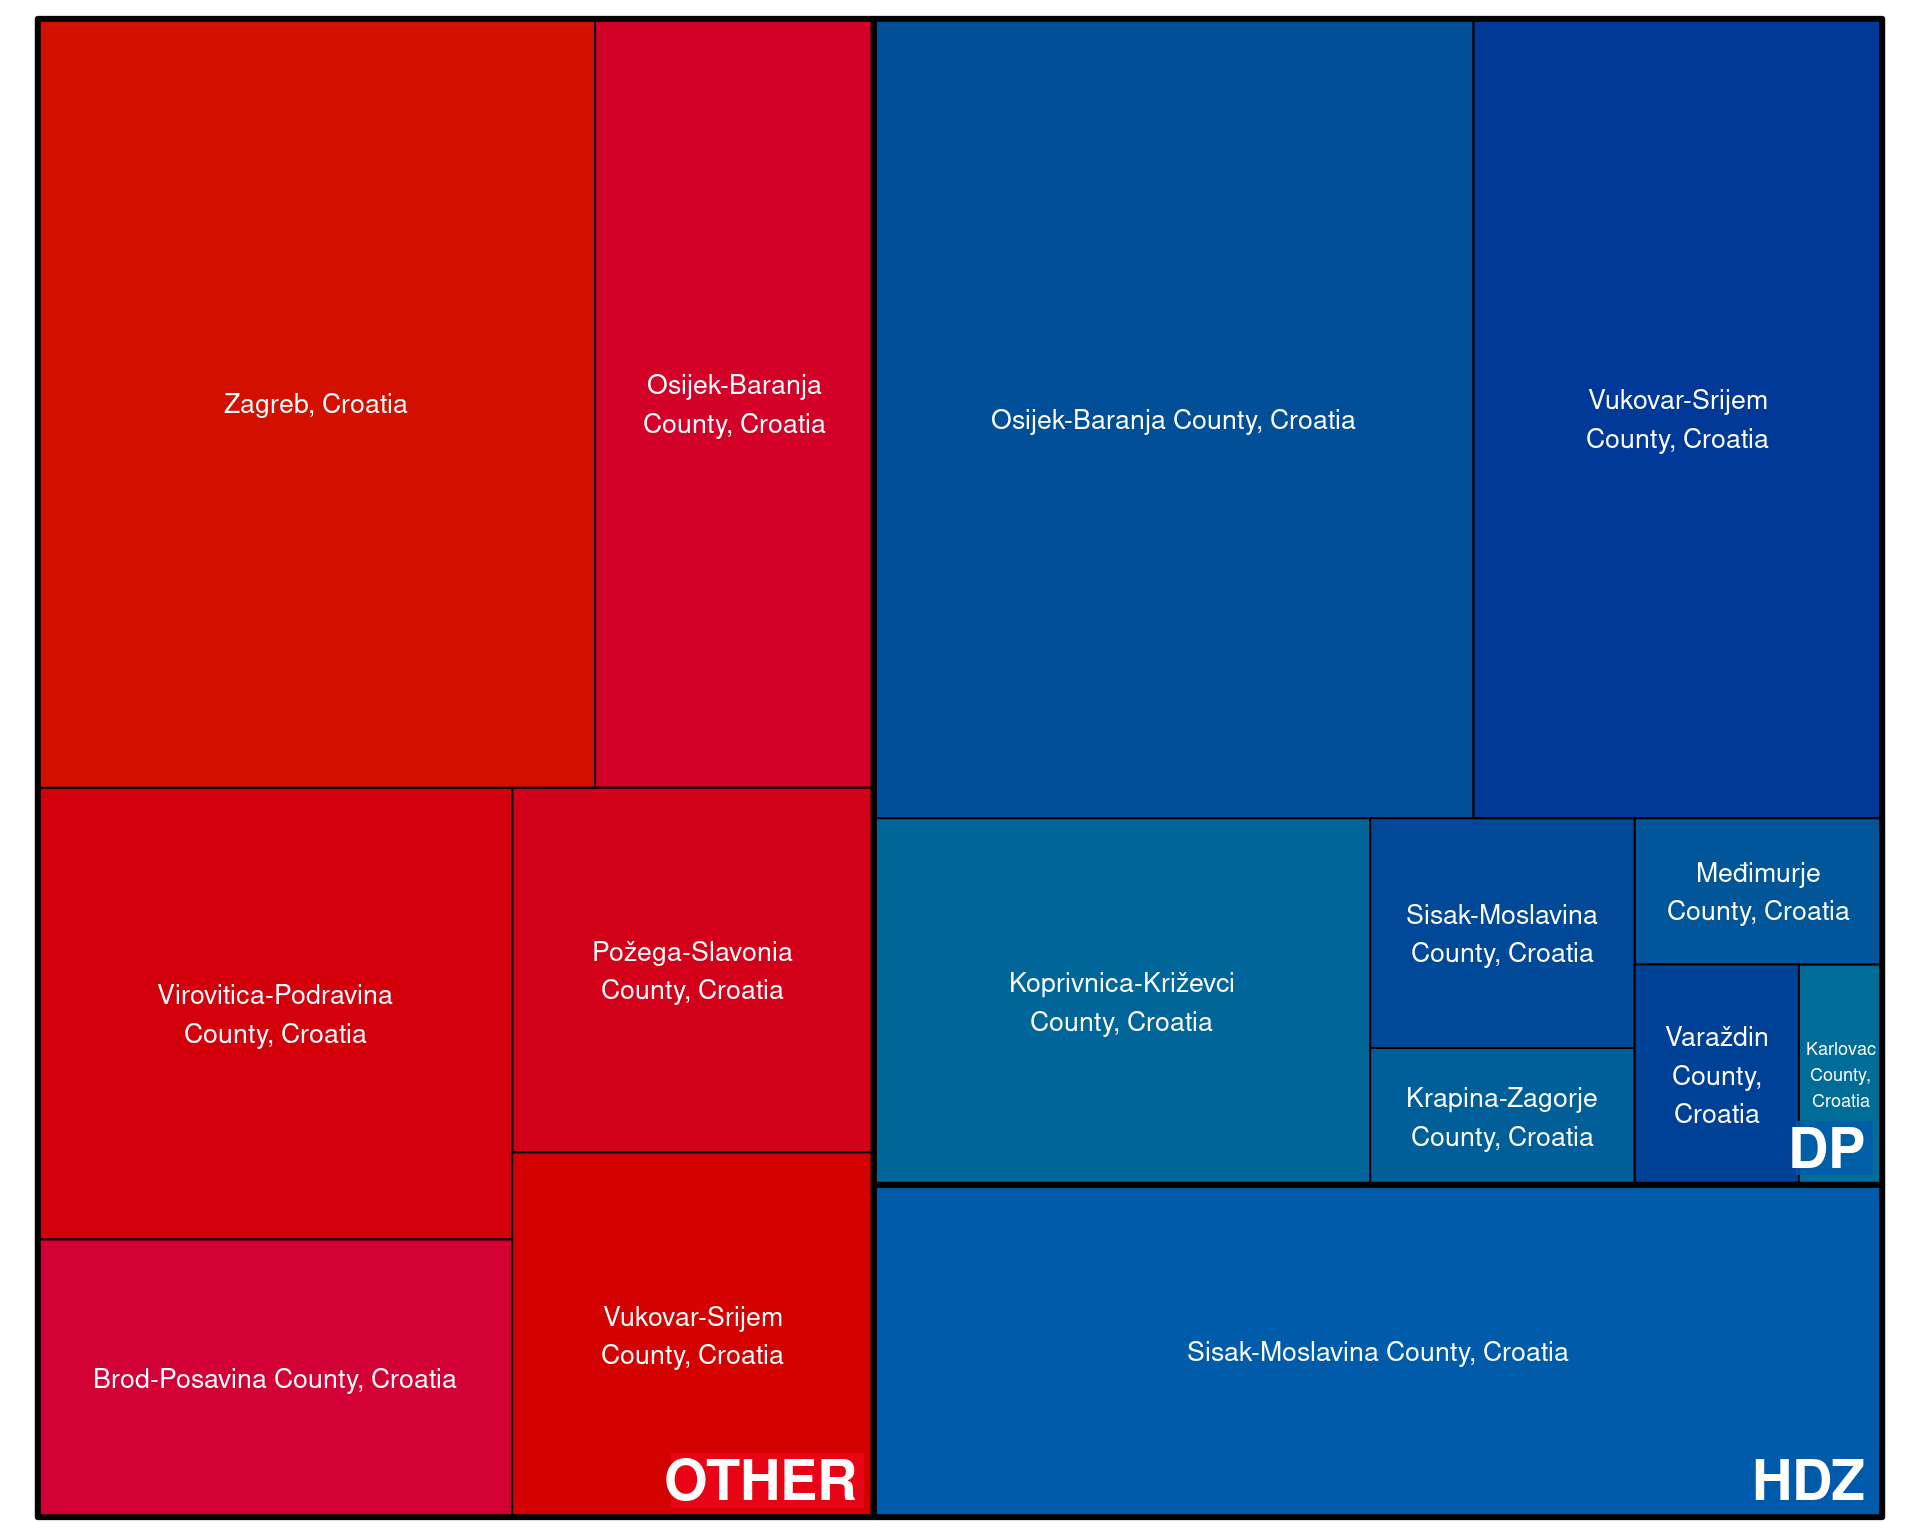 Zagreb, Croatia
Osijek-Baranja
County, Croatia
Virovitica-Podravina
County, Croatia
Požega-Slavonia
County, Croatia
Brod-Posavina County, Croatia
Vukovar-Srijem
County, Croatia
OTHER
Osijek-Baranja County, Croatia
Vukovar-Srijem
County, Croatia
Koprivnica-Križevci
County, Croatia
Sisak-Moslavina
County, Croatia
Krapina-Zagorje
County, Croatia
Međimurje
County, Croatia
Varaždin
County,
Croatia
Karlovac
County,
Croatia
DP
Sisak-Moslavina County, Croatia
HDZ